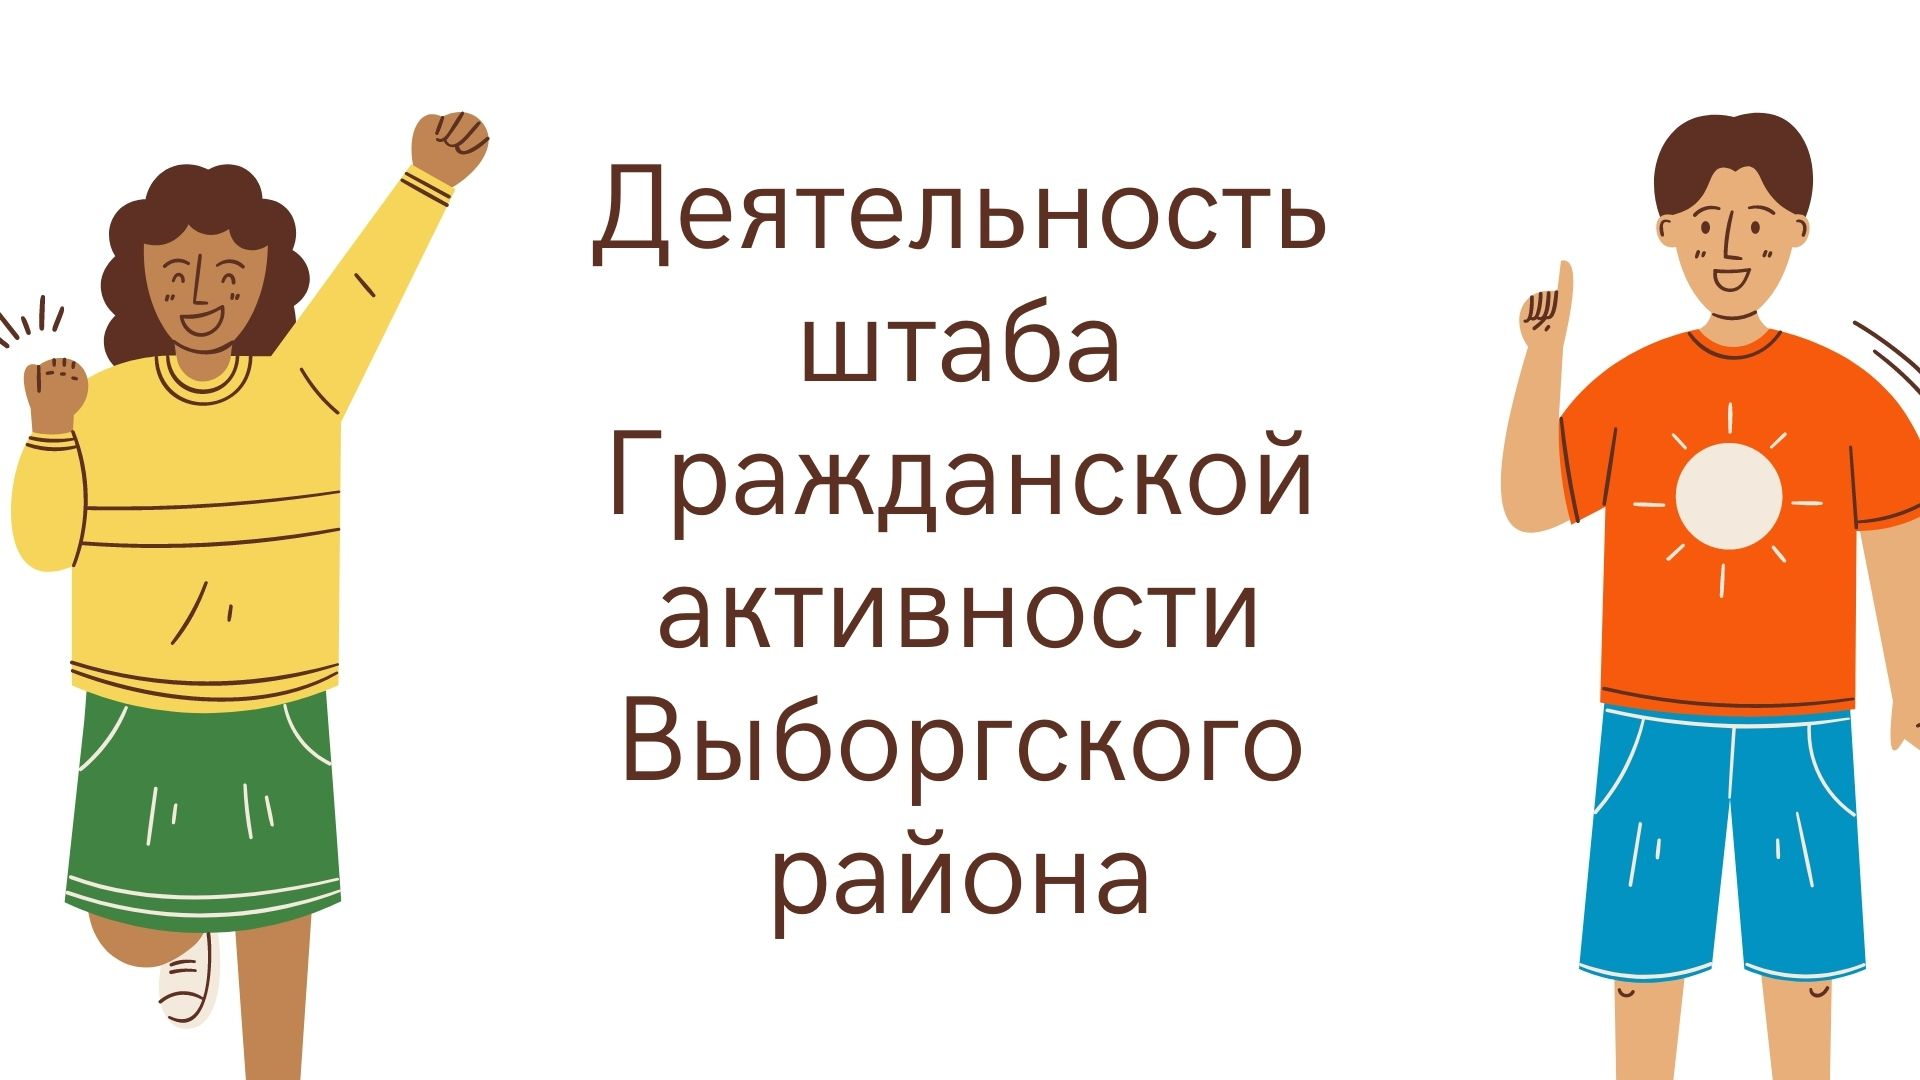 Деятельность
штаба
Гражданской
активности
Выборгского
района